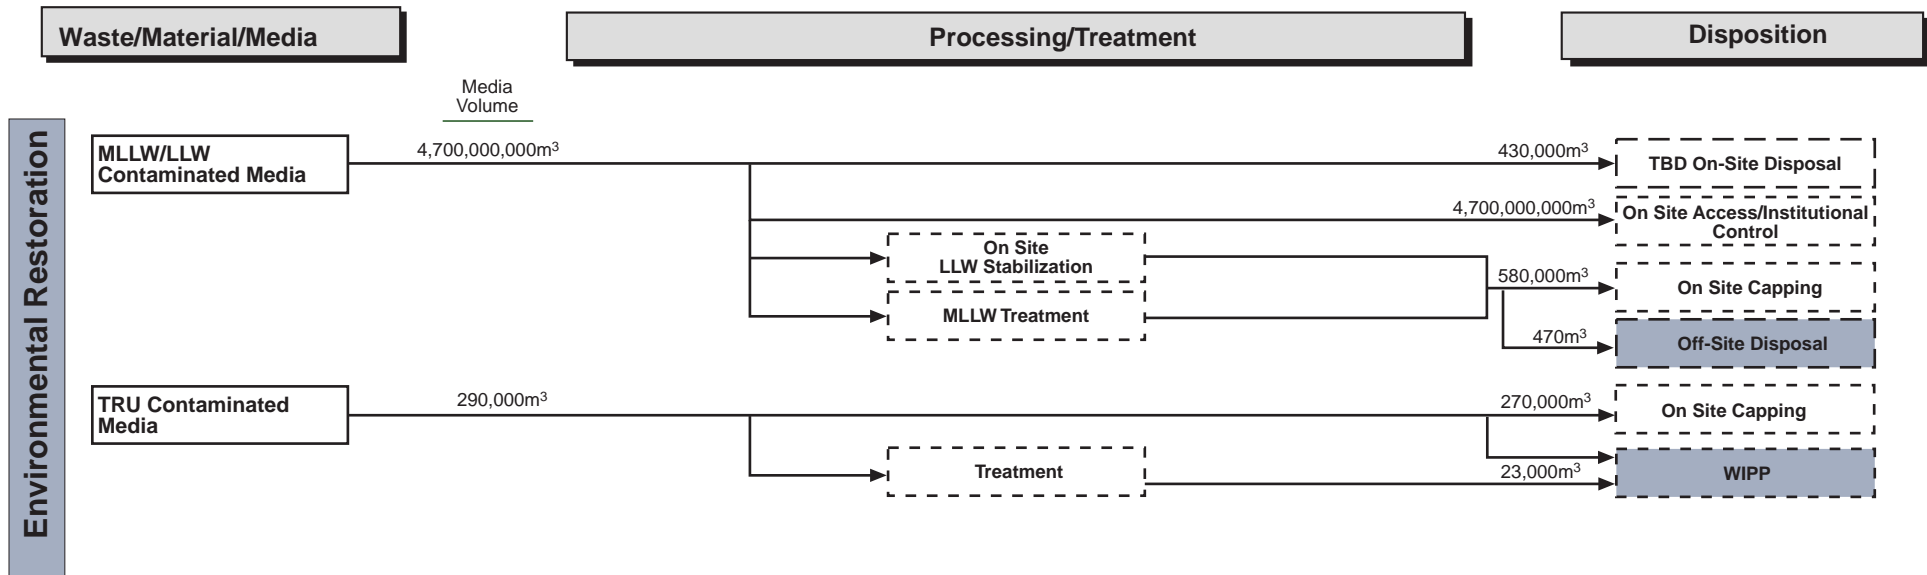 Waste/Material/Media
Processing/Treatment
Disposition
Media
Volume
Environmental Restoration
MLLW/LLW
Contaminated Media
4,700,000,000m³
430,000m³
TBD On-Site Disposal
4,700,000,000m³
On Site Access/Institutional
Control
On Site
LLW Stabilization
580,000m³
On Site Capping
MLLW Treatment
470m³
Off-Site Disposal
TRU Contaminated
Media
290,000m³
270,000m³
On Site Capping
Treatment
23,000m³
WIPP